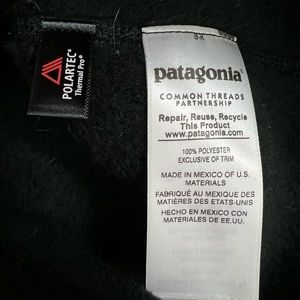 POLARTEC®
Thermal Pro®
patagonia®
COMMON THREADS
PARTNERSHIP
Repair, Reuse, Recycle
This Product
www.patagonia.com
100% POLYESTER
EXCLUSIVE OF TRIM
MADE IN MEXICO OF U.S.
MATERIALS
FABRIQUÉ AU MEXIQUE DES
MATIÈRES DES ETATS-UNIS
HECHO EN MEXICO CON
MATERIALES DE EE.UU.